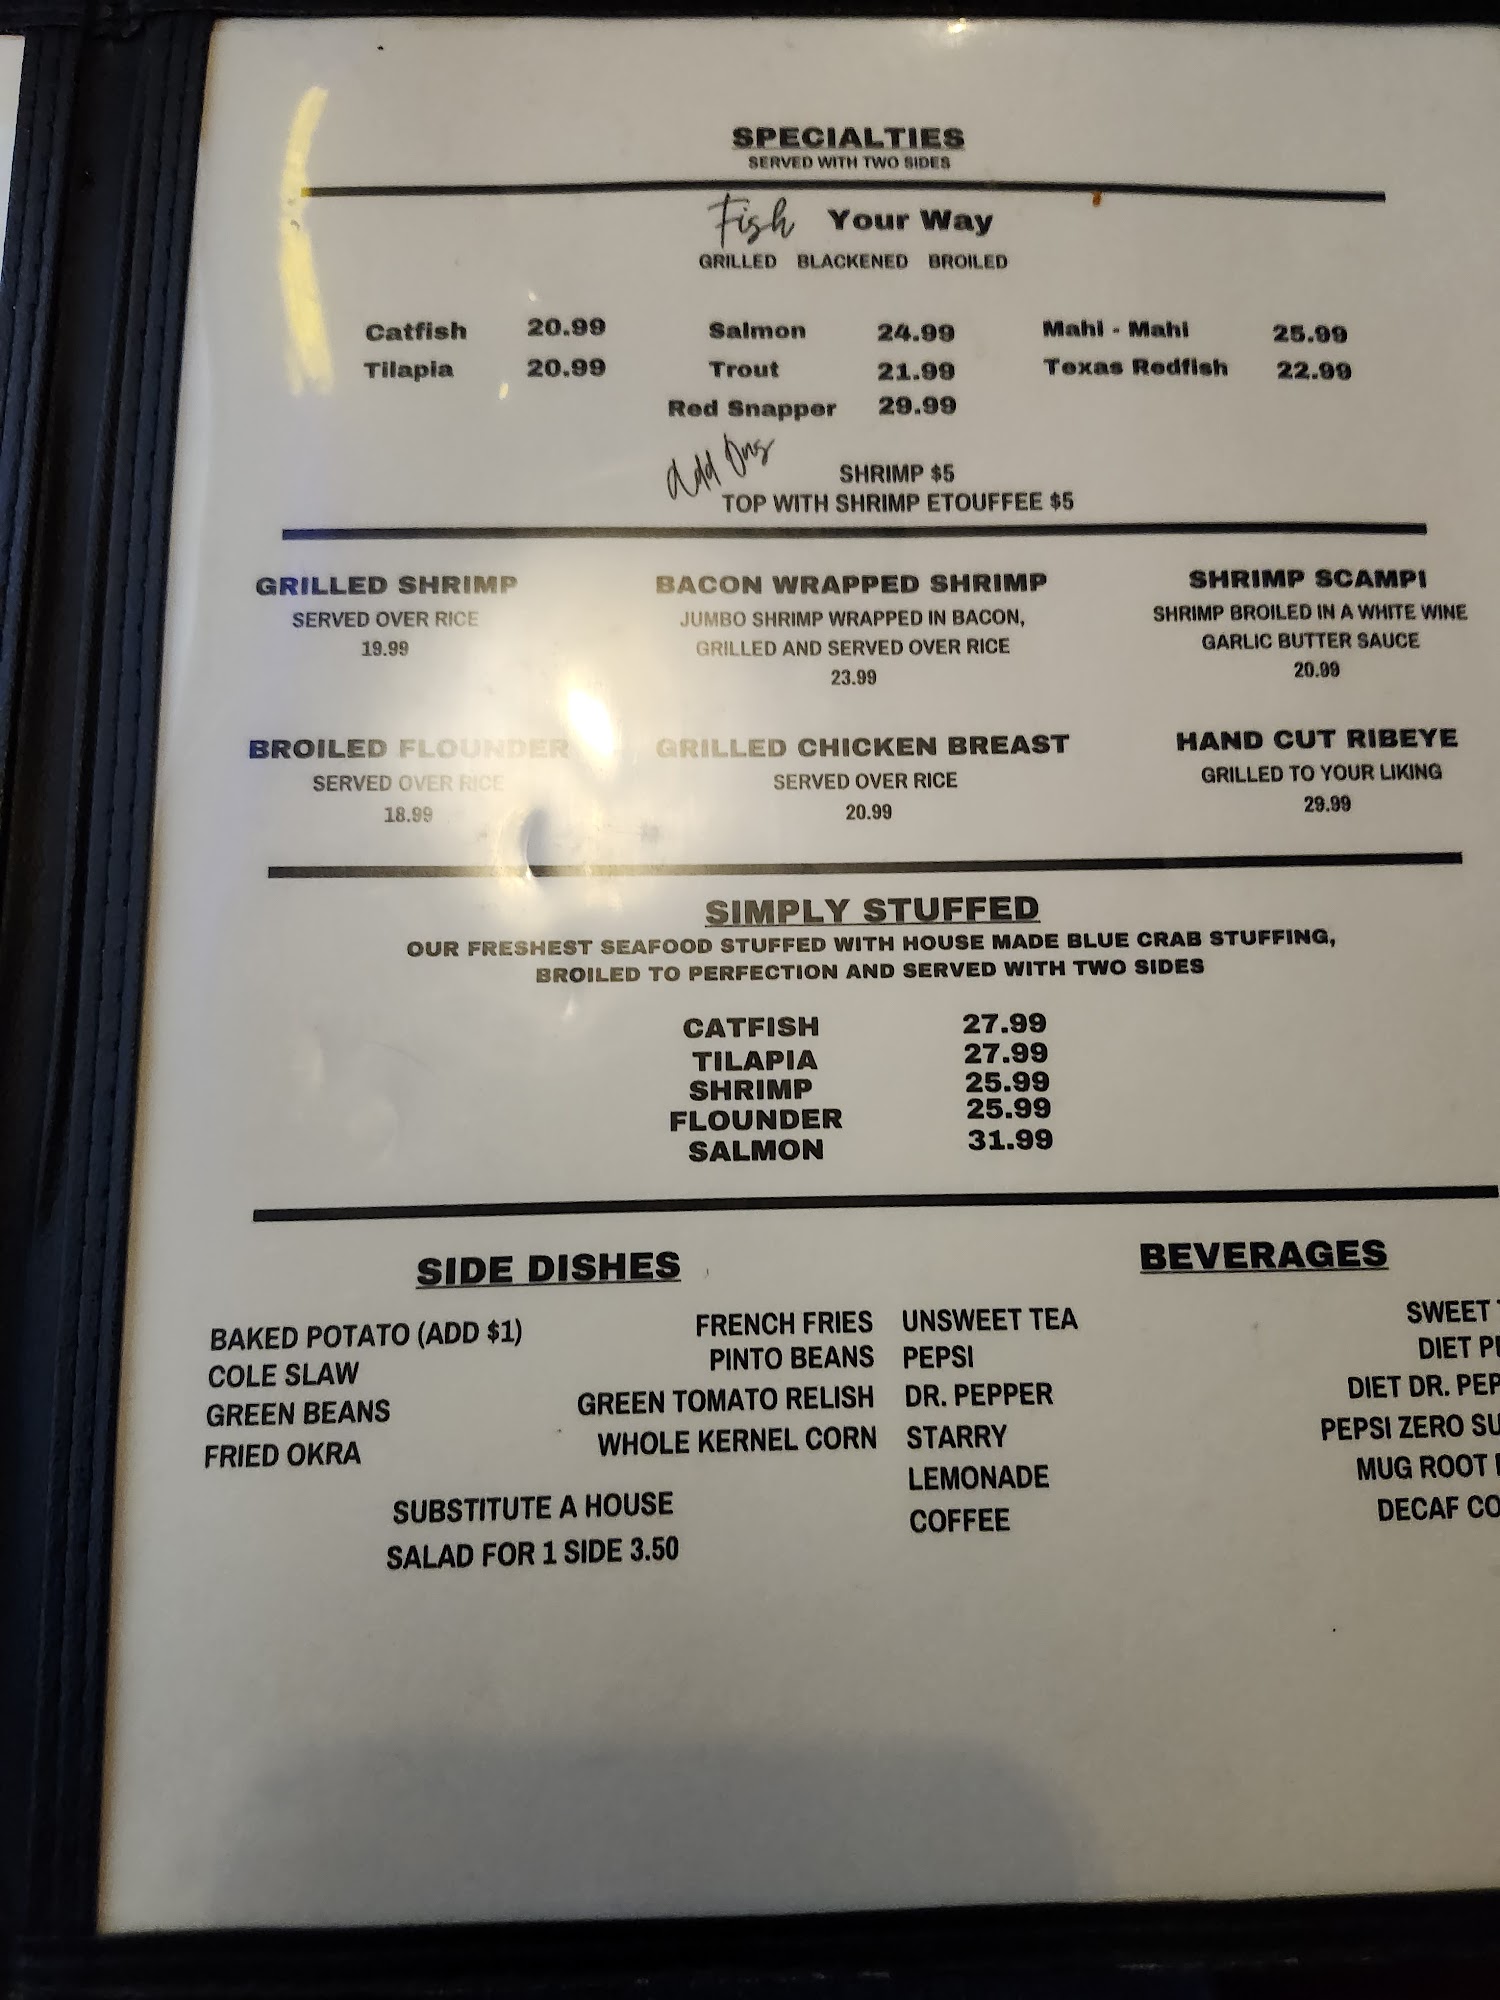 SPECIALTIES
SERVED WITH TWO SIDES
Fish Your Way
GRILLED BLACKENED BROILED
Catfish 20.99 Salmon 24.99 Mahi - Mahi 25.99
Tilapia 20.99 Trout 21.99 Texas Redfish 22.99
Red Snapper 29.99
Add Ons
SHRIMP $5
TOP WITH SHRIMP ETOUFFEE $5
GRILLED SHRIMP
SERVED OVER RICE
19.99
BACON WRAPPED SHRIMP
JUMBO SHRIMP WRAPPED IN BACON,
GRILLED AND SERVED OVER RICE
23.99
SHRIMP SCAMPI
SHRIMP BROILED IN A WHITE WINE
GARLIC BUTTER SAUCE
20.99
BROILED FLOUNDER
SERVED OVER RICE
18.99
GRILLED CHICKEN BREAST
SERVED OVER RICE
20.99
HAND CUT RIBEYE
GRILLED TO YOUR LIKING
29.99
SIMPLY STUFFED
OUR FRESHEST SEAFOOD STUFFED WITH HOUSE MADE BLUE CRAB STUFFING,
BROILED TO PERFECTION AND SERVED WITH TWO SIDES
CATFISH 27.99
TILAPIA 27.99
SHRIMP 25.99
FLOUNDER 25.99
SALMON 31.99
SIDE DISHES
BAKED POTATO (ADD $1) FRENCH FRIES
COLE SLAW PINTO BEANS
GREEN BEANS GREEN TOMATO RELISH
FRIED OKRA WHOLE KERNEL CORN
SUBSTITUTE A HOUSE
SALAD FOR 1 SIDE 3.50
BEVERAGES
UNSWEET TEA SWEET
PEPSI DIET
DR. PEPPER DIET DR.
STARRY PEPSI ZERO
LEMONADE MUG ROOT
COFFEE DECAF